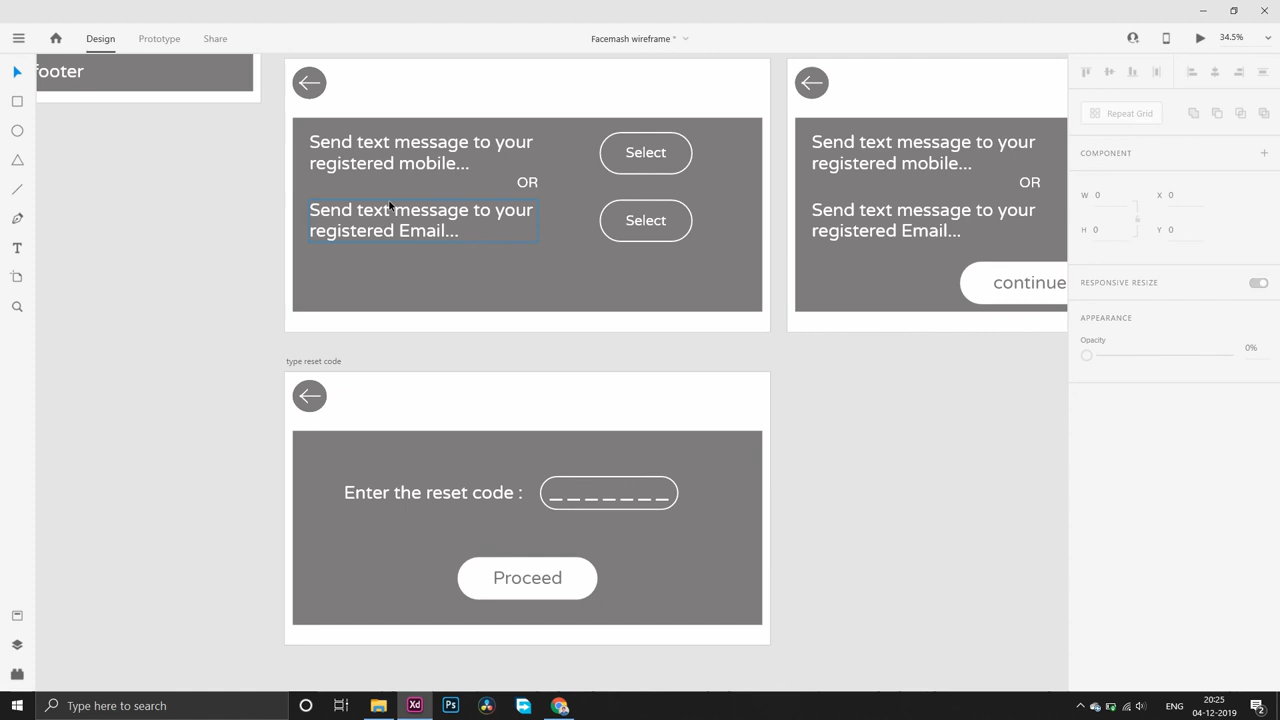 Design
Prototype
Share
Facemash wireframe *
34.5%
footer
Send text message to your
registered mobile...
OR
Send text message to your
registered Email...
Select
Select
Send text message to your
registered mobile...
OR
Send text message to your
registered Email...
continue
type reset code
Enter the reset code :
_ _ _ _ _ _ _
Proceed
Repeat Grid
COMPONENT
W 0
X 0
H 0
Y 0
RESPONSIVE RESIZE
APPEARANCE
Opacity
0%
Type here to search
Xd
Ps
ENG
20:25
04-12-2019
2